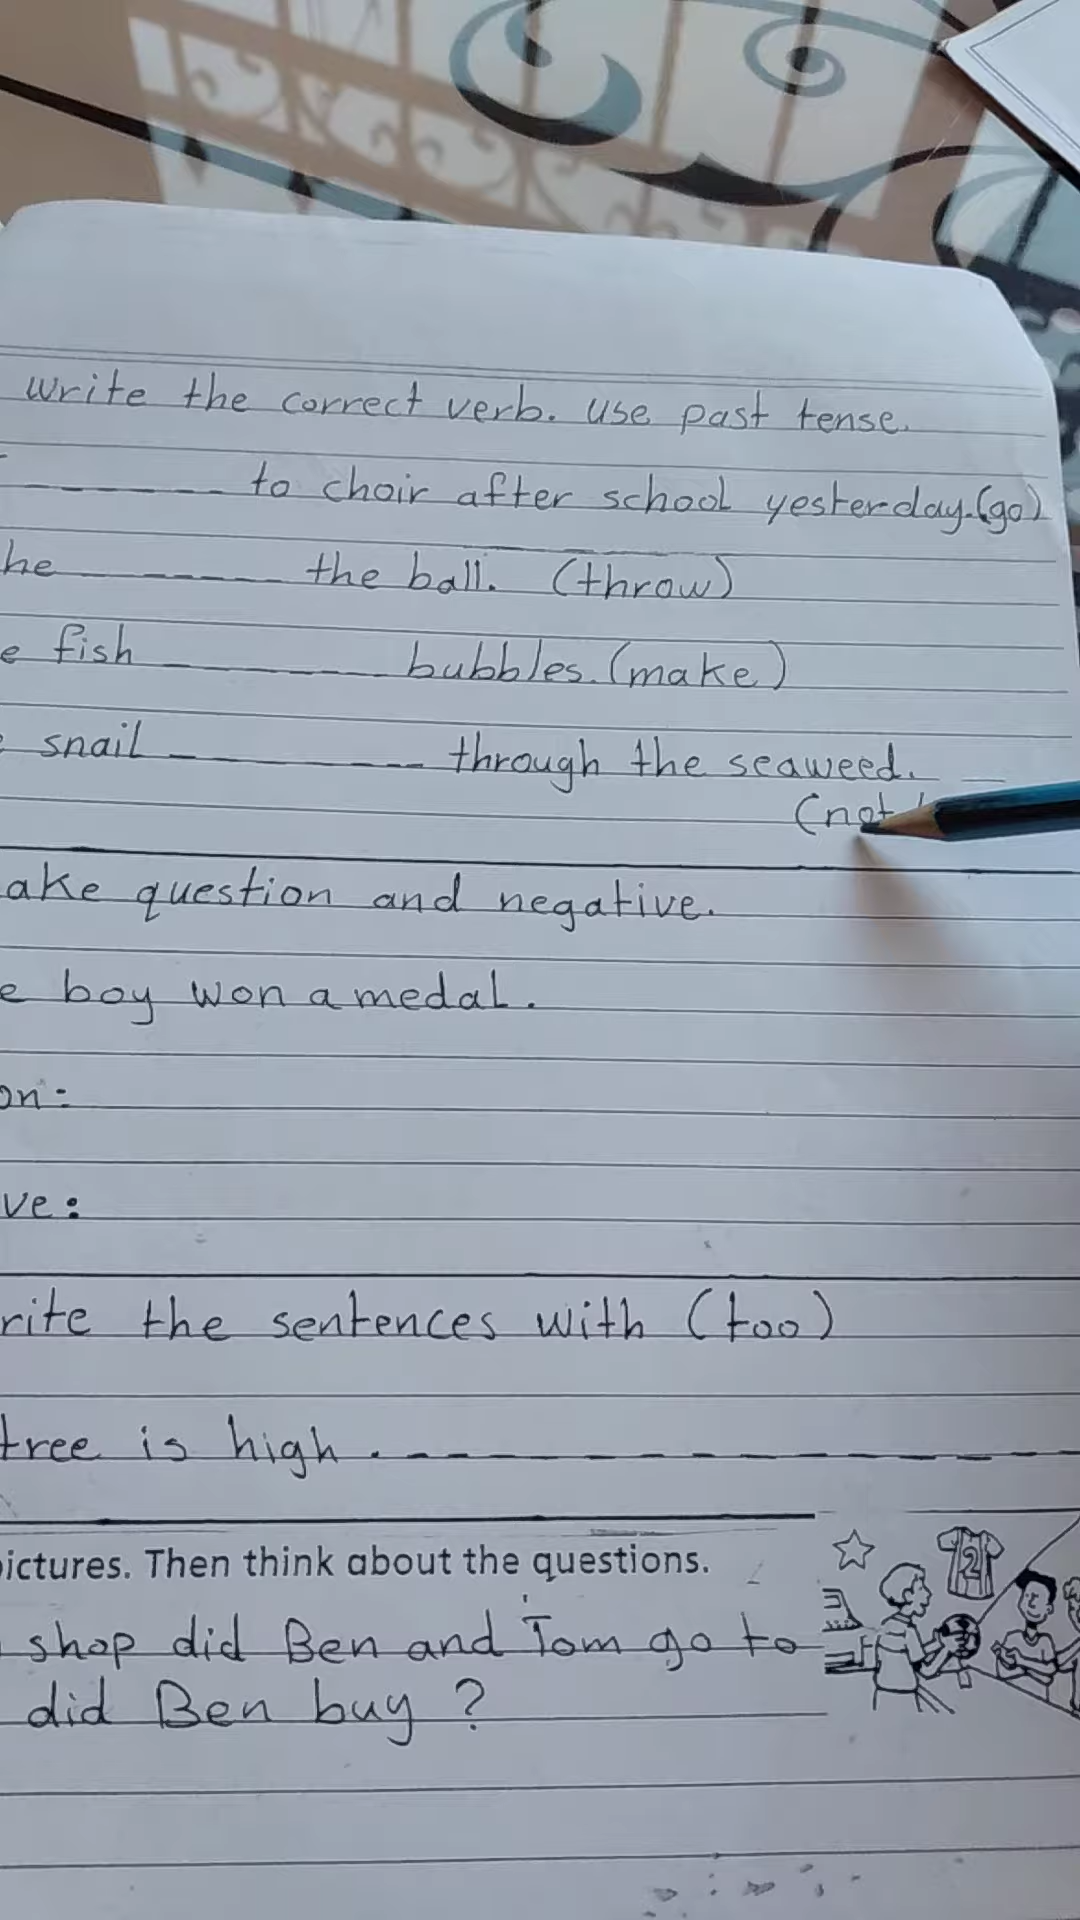 write the correct verb. use past tense.
------ to choir after school yesterday.(go)
he ------ the ball. (throw)
e fish ------ bubbles.(make)
snail ------ through the seaweed.
(not
ake question and negative.
e boy won a medal.
on:
ve:
rite the sentences with (too)
tree is high. ----------
ictures. Then think about the questions.
shop did Ben and Tom go to
did Ben buy ?
2